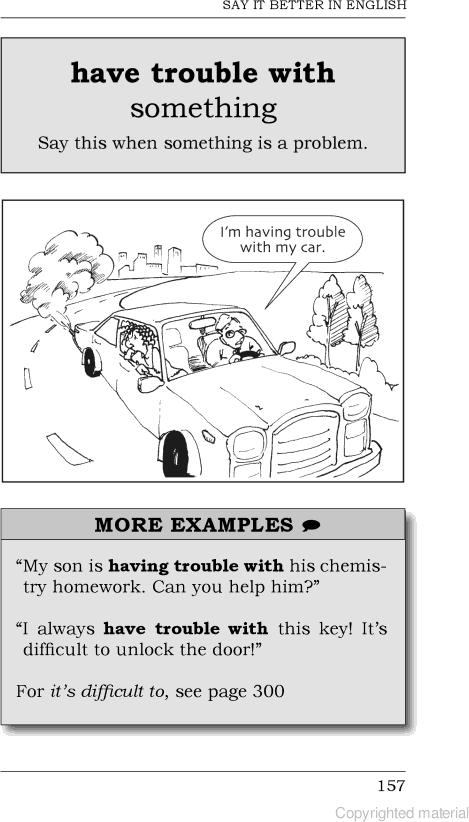 SAY IT BETTER IN ENGLISH
have trouble with
something
Say this when something is a problem.
I'm having trouble
with my car.
MORE EXAMPLES
“My son is having trouble with his chemis-
try homework. Can you help him?”
“I always have trouble with this key! It’s
difficult to unlock the door!”
For it’s difficult to, see page 300
157
Copyrighted material